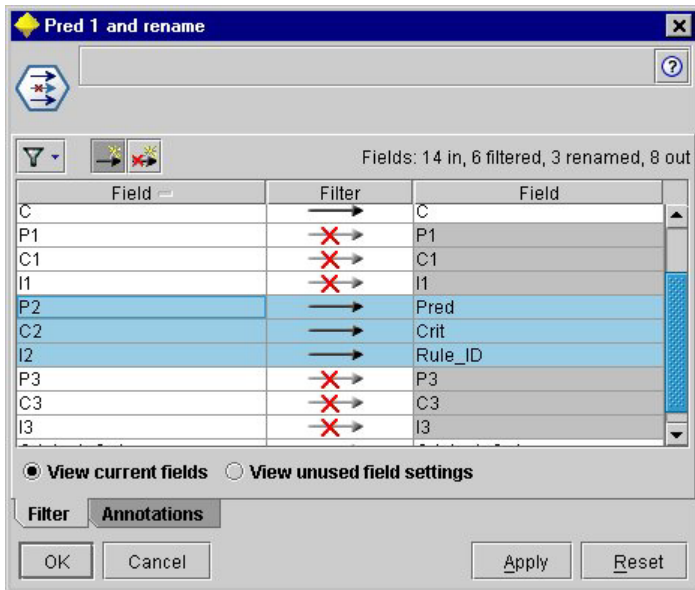 Pred 1 and rename
Fields: 14 in, 6 filtered, 3 renamed, 8 out
Field Filter Field
C C
P1 P1
C1 C1
I1 I1
P2 Pred
C2 Crit
I2 Rule_ID
P3 P3
C3 C3
I3 I3
View current fields View unused field settings
Filter Annotations
OK Cancel Apply Reset